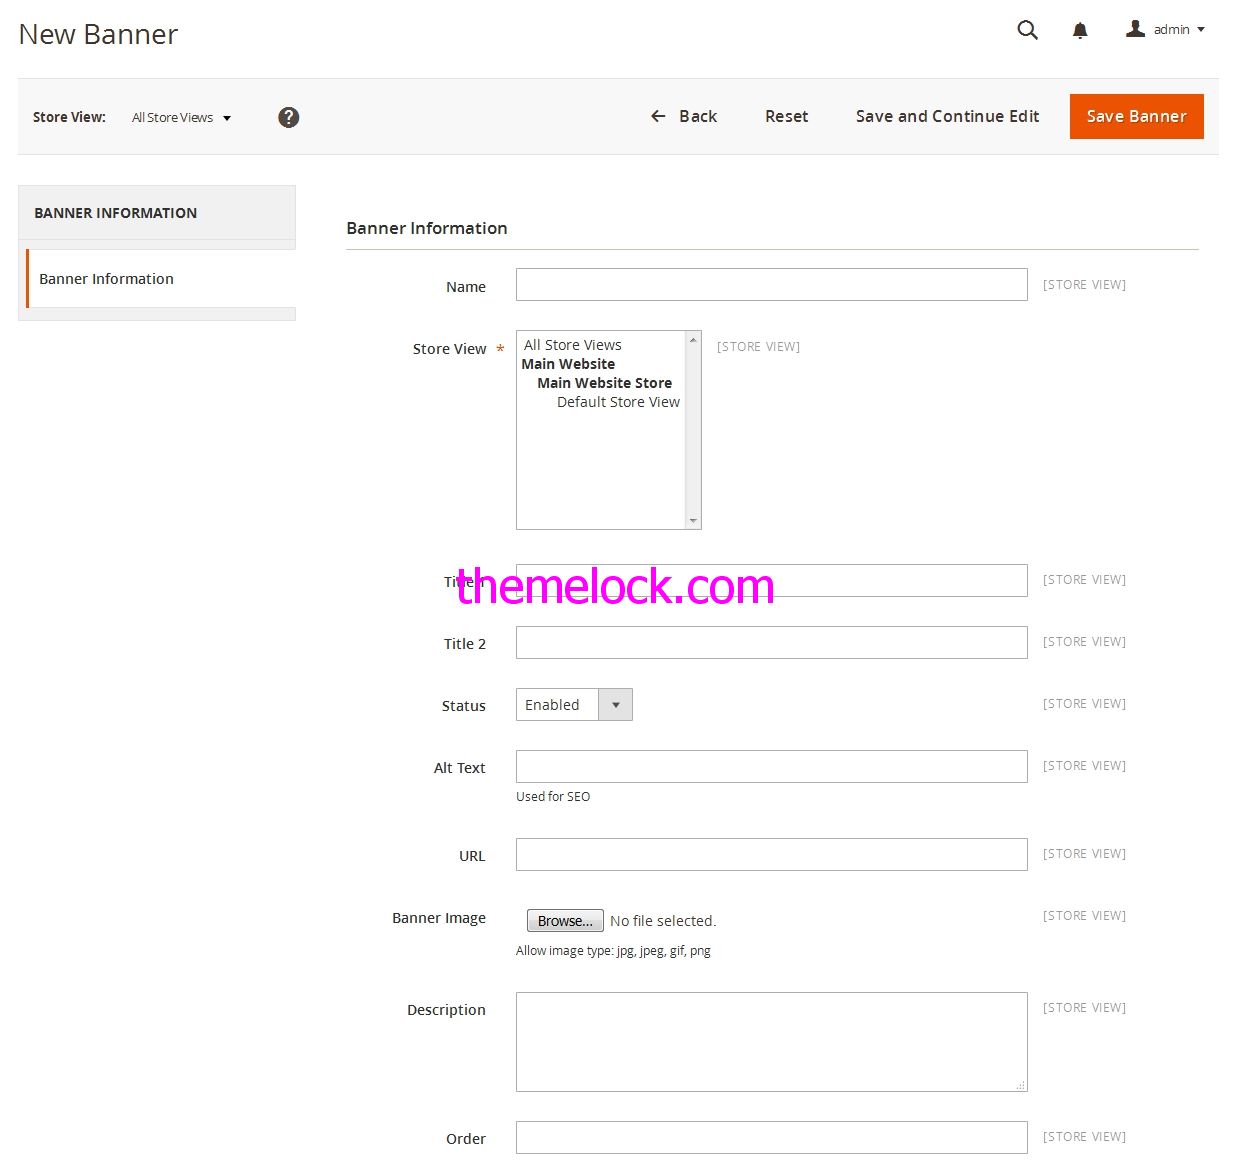 New Banner
admin
Store View: All Store Views ? Back Reset Save and Continue Edit Save Banner
BANNER INFORMATION
Banner Information
Banner Information
Name [STORE VIEW]
Store View * [STORE VIEW]
All Store Views
Main Website
Main Website Store
Default Store View
Title 1 [STORE VIEW]
themelock.com
Title 2 [STORE VIEW]
Status Enabled [STORE VIEW]
Alt Text [STORE VIEW]
Used for SEO
URL [STORE VIEW]
Banner Image Browse... No file selected. [STORE VIEW]
Allow image type: jpg, jpeg, gif, png
Description [STORE VIEW]
Order [STORE VIEW]